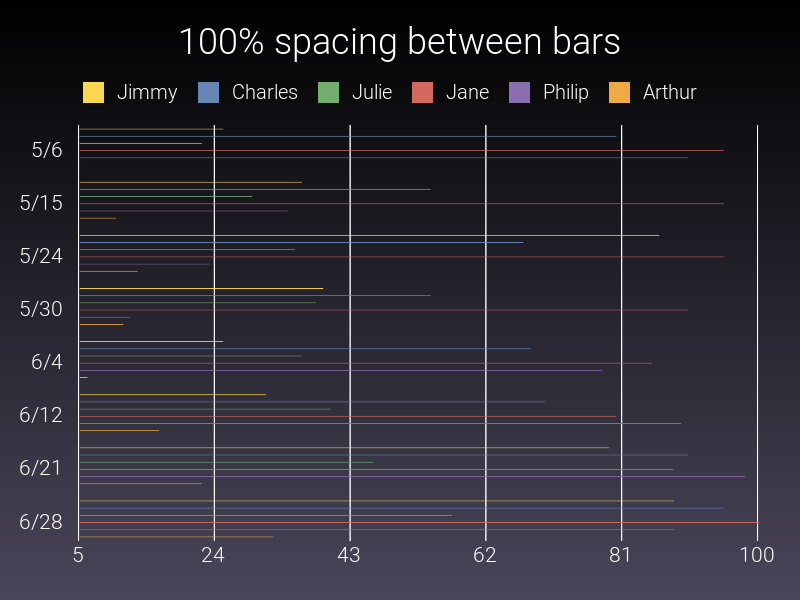 100% spacing between bars
Jimmy Charles Julie Jane Philip Arthur
5/6
5/15
5/24
5/30
6/4
6/12
6/21
6/28
5 24 43 62 81 100